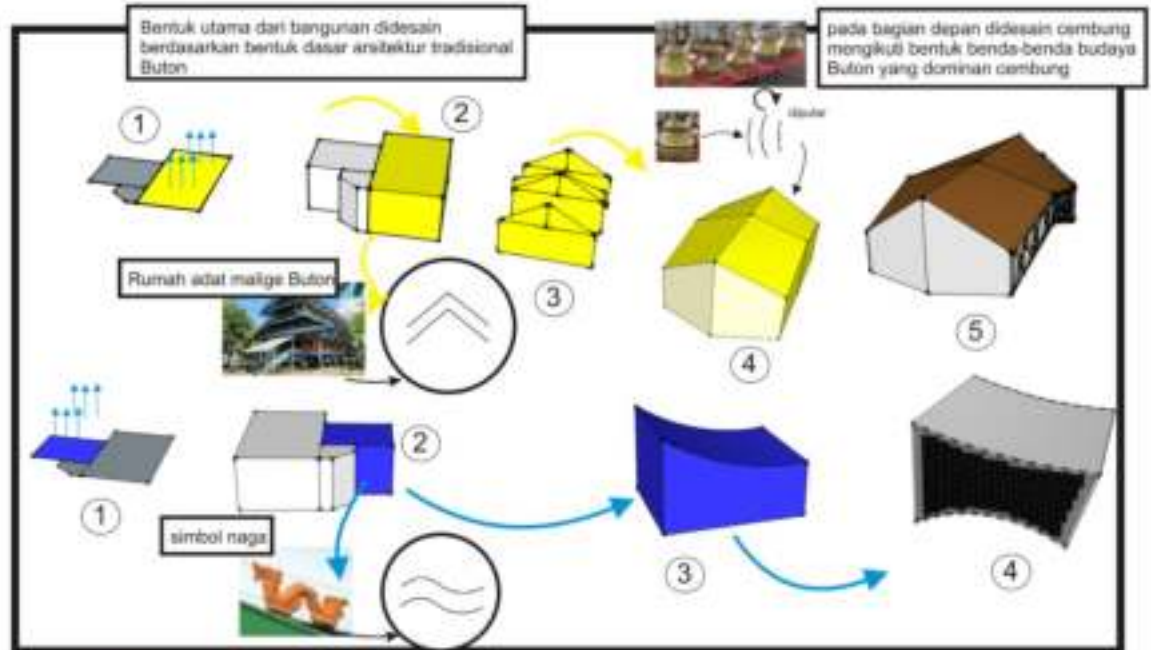 Bentuk utama dari bangunan didesain
berdasarkan bentuk dasar arsitektur tradisional
Buton
pada bagian depan didesain cembung
mengikuti bentuk benda-benda budaya
Buton yang dominan cembung
1
2
diputar
Rumah adat malige Buton
3
4
5
1
2
simbol naga
3
4